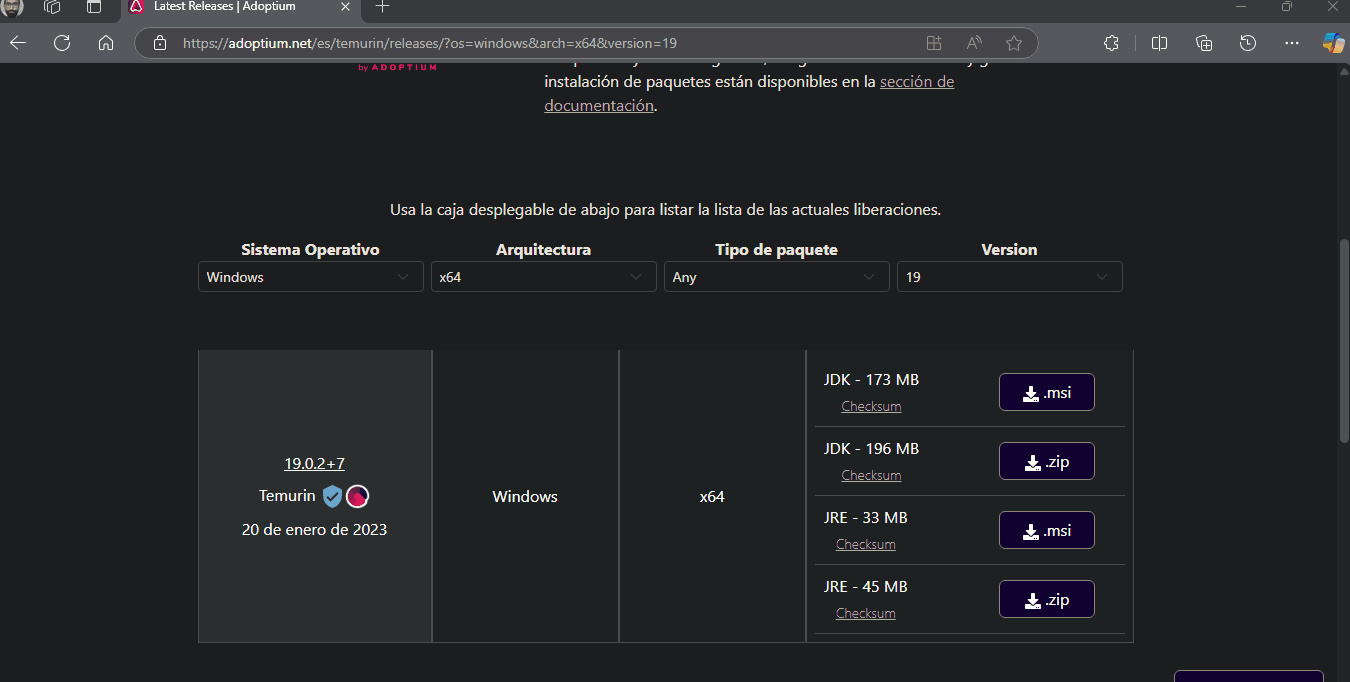 Latest Releases | Adoptium
https://adoptium.net/es/temurin/releases/?os=windows&arch=x64&version=19
by ADOPTIUM
instalación de paquetes están disponibles en la sección de
documentación.
Usa la caja desplegable de abajo para listar la lista de las actuales liberaciones.
Sistema Operativo Arquitectura Tipo de paquete Version
Windows x64 Any 19
JDK - 173 MB
Checksum
.msi
JDK - 196 MB
Checksum
.zip
19.0.2+7
Temurin
20 de enero de 2023
Windows
x64
JRE - 33 MB
Checksum
.msi
JRE - 45 MB
Checksum
.zip